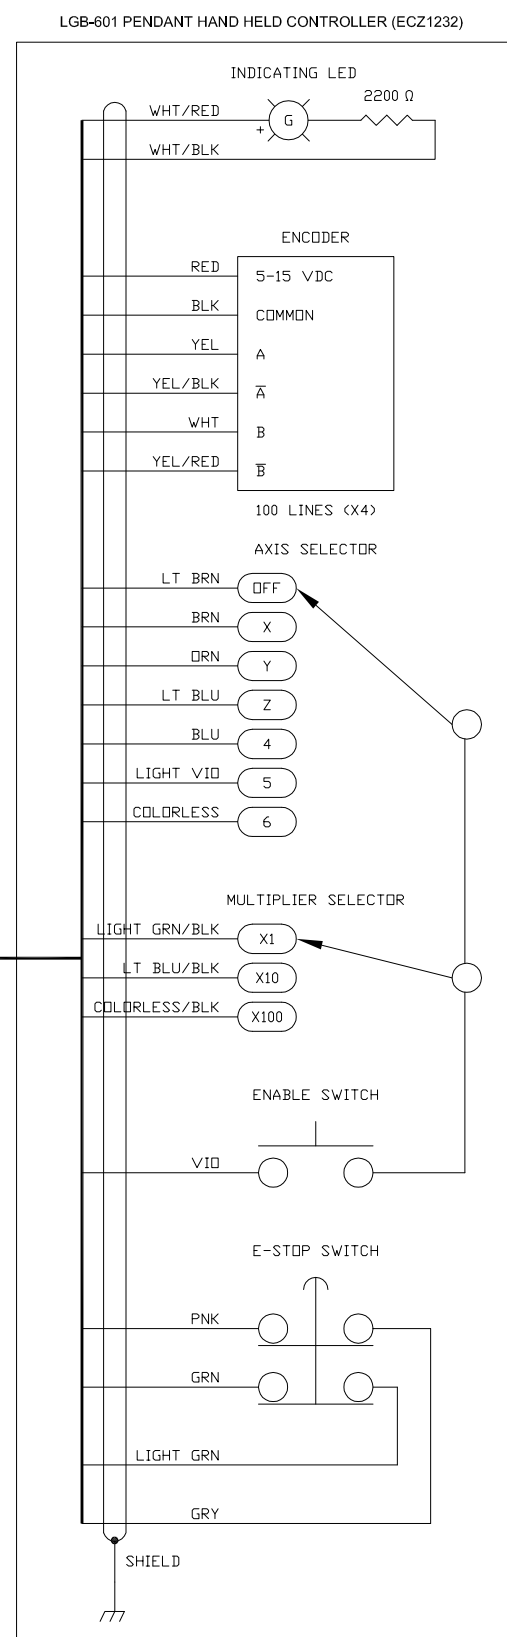 LGB-601 PENDANT HAND HELD CONTROLLER (ECZ1232)
INDICATING LED
WHT/RED
+
G
2200 Ω
WHT/BLK
ENCODER
RED
5-15 VDC
BLK
COMMON
YEL
A
YEL/BLK
A̅
WHT
B
YEL/RED
B̅
100 LINES (X4)
AXIS SELECTOR
LT BRN
OFF
BRN
X
ORN
Y
LT BLU
Z
BLU
4
LIGHT VIO
5
COLORLESS
6
MULTIPLIER SELECTOR
LIGHT GRN/BLK
X1
LT BLU/BLK
X10
COLORLESS/BLK
X100
ENABLE SWITCH
VIO
E-STOP SWITCH
PNK
GRN
LIGHT GRN
GRY
SHIELD